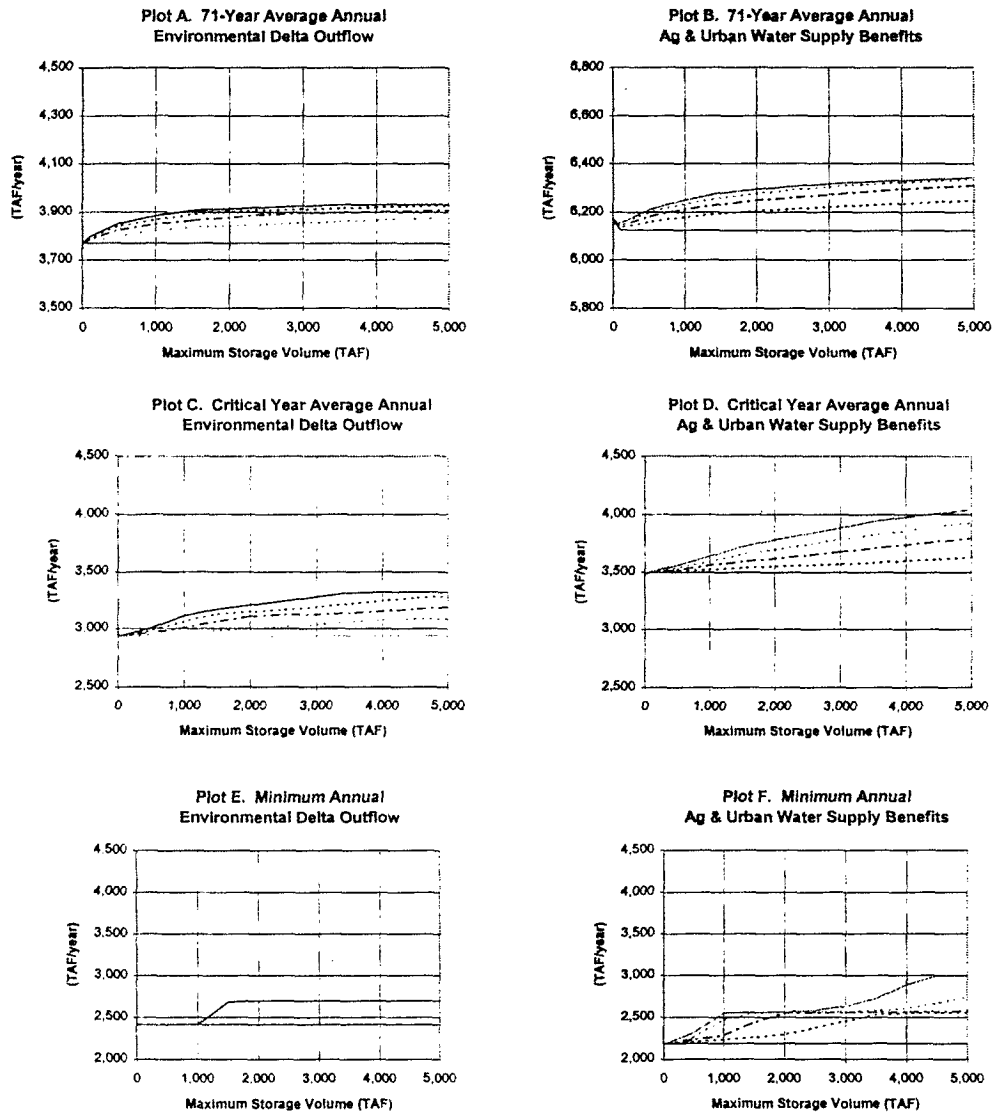 Plot A. 71-Year Average Annual
Environmental Delta Outflow
(TAF/year)
4,500
4,300
4,100
3,900
3,700
3,500
0 1,000 2,000 3,000 4,000 5,000
Maximum Storage Volume (TAF)
Plot B. 71-Year Average Annual
Ag & Urban Water Supply Benefits
(TAF/year)
6,800
6,600
6,400
6,200
6,000
5,800
0 1,000 2,000 3,000 4,000 5,000
Maximum Storage Volume (TAF)
Plot C. Critical Year Average Annual
Environmental Delta Outflow
(TAF/year)
4,500
4,000
3,500
3,000
2,500
0 1,000 2,000 3,000 4,000 5,000
Maximum Storage Volume (TAF)
Plot D. Critical Year Average Annual
Ag & Urban Water Supply Benefits
(TAF/year)
4,500
4,000
3,500
3,000
2,500
0 1,000 2,000 3,000 4,000 5,000
Maximum Storage Volume (TAF)
Plot E. Minimum Annual
Environmental Delta Outflow
(TAF/year)
4,500
4,000
3,500
3,000
2,500
2,000
0 1,000 2,000 3,000 4,000 5,000
Maximum Storage Volume (TAF)
Plot F. Minimum Annual
Ag & Urban Water Supply Benefits
(TAF/year)
4,500
4,000
3,500
3,000
2,500
2,000
0 1,000 2,000 3,000 4,000 5,000
Maximum Storage Volume (TAF)